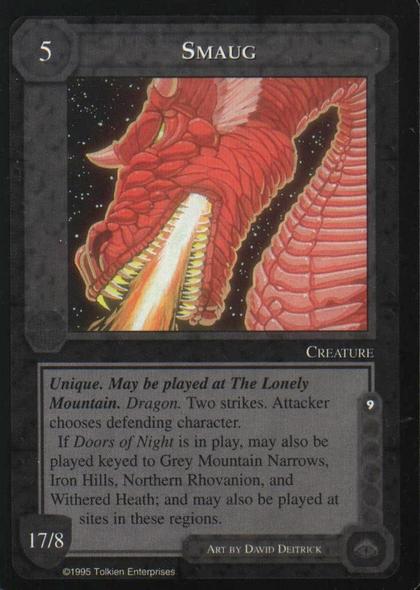 5
SMAUG
CREATURE
Unique. May be played at The Lonely
Mountain. Dragon. Two strikes. Attacker
chooses defending character.
If Doors of Night is in play, may also be
played keyed to Grey Mountain Narrows,
Iron Hills, Northern Rhovanion, and
Withered Heath; and may also be played at
sites in these regions.
9
17/8
ART BY DAVID DEITRICK
©1995 Tolkien Enterprises